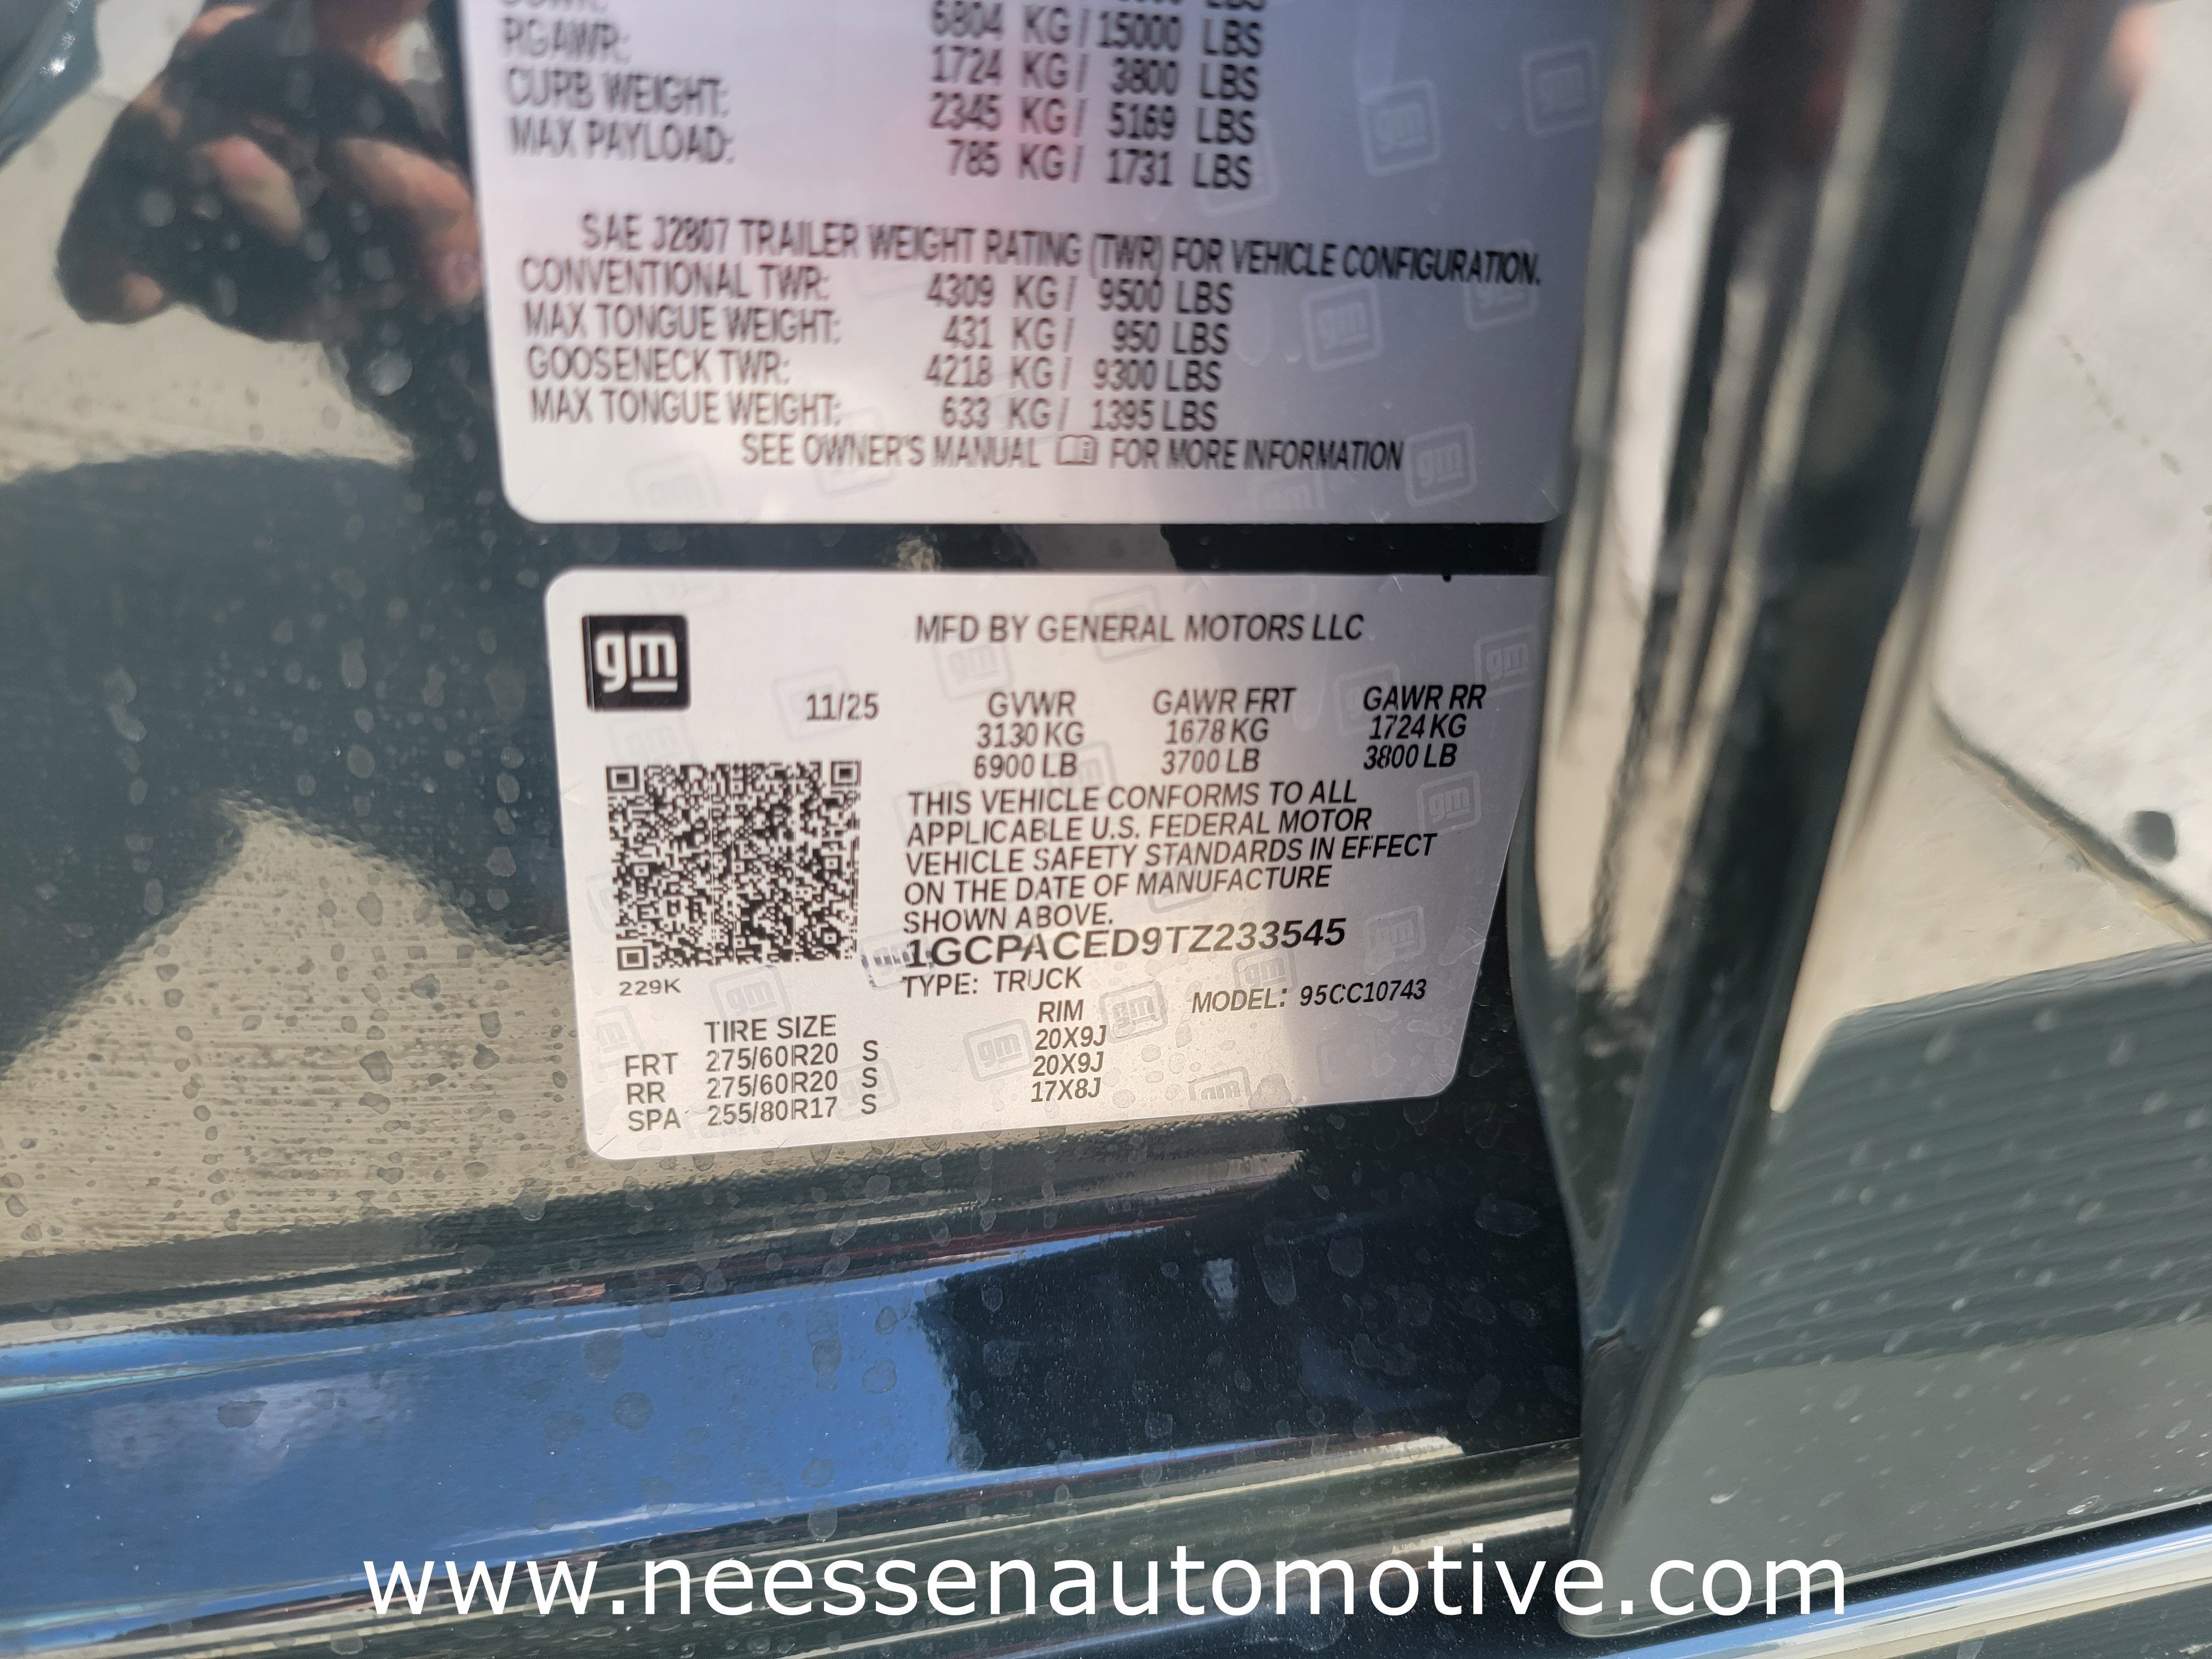 6804 KG / 15000 LBS
RGAWR: 1724 KG / 3800 LBS
CURB WEIGHT: 2345 KG / 5169 LBS
MAX PAYLOAD: 785 KG / 1731 LBS
SAE J2807 TRAILER WEIGHT RATING (TWR) FOR VEHICLE CONFIGURATION.
CONVENTIONAL TWR: 4309 KG / 9500 LBS
MAX TONGUE WEIGHT: 431 KG / 950 LBS
GOOSENECK TWR: 4218 KG / 9300 LBS
MAX TONGUE WEIGHT: 633 KG / 1395 LBS
SEE OWNER'S MANUAL FOR MORE INFORMATION
gm
MFD BY GENERAL MOTORS LLC
11/25 GVWR GAWR FRT GAWR RR
3130 KG 1678 KG 1724 KG
6900 LB 3700 LB 3800 LB
THIS VEHICLE CONFORMS TO ALL
APPLICABLE U.S. FEDERAL MOTOR
VEHICLE SAFETY STANDARDS IN EFFECT
ON THE DATE OF MANUFACTURE
SHOWN ABOVE.
1GCPACED9TZ233545
229K
TYPE: TRUCK
MODEL: 95CC10743
TIRE SIZE RIM
FRT 275/60R20 S 20X9J
RR 275/60R20 S 20X9J
SPA 255/80R17 S 17X8J
www.neessenautomotive.com